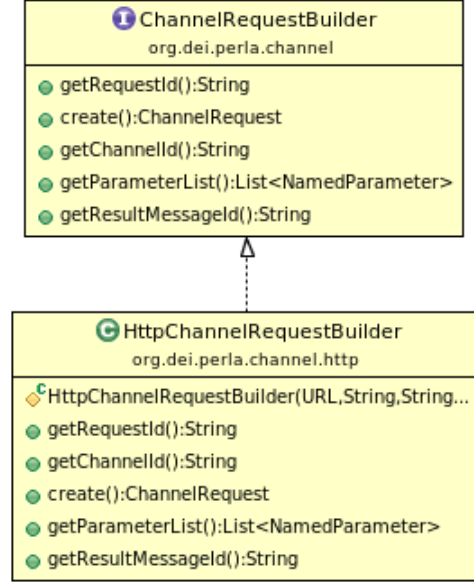 I ChannelRequestBuilder
org.dei.perla.channel
getRequestId():String
create():ChannelRequest
getChannelId():String
getParameterList():List<NamedParameter>
getResultMessageId():String
C HttpChannelRequestBuilder
org.dei.perla.channel.http
C HttpChannelRequestBuilder(URL,String,String...
getRequestId():String
getChannelId():String
create():ChannelRequest
getParameterList():List<NamedParameter>
getResultMessageId():String